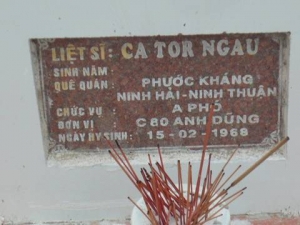 LIỆT SĨ: CA TOR NGAU
SINH NĂM:
QUÊ QUÁN: PHƯỚC KHÁNG
NINH HẢI-NINH THUẬN
CHỨC VỤ: A PHÓ
ĐƠN VỊ: C 80 ANH DŨNG
NGÀY HY SINH: 15-02-1968